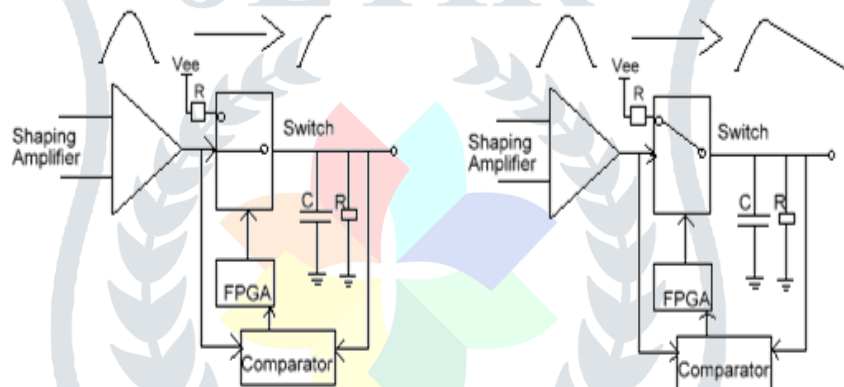 Vee
R
Shaping
Amplifier
Switch
C
R
FPGA
Comparator
Vee
R
Shaping
Amplifier
Switch
C
R
FPGA
Comparator